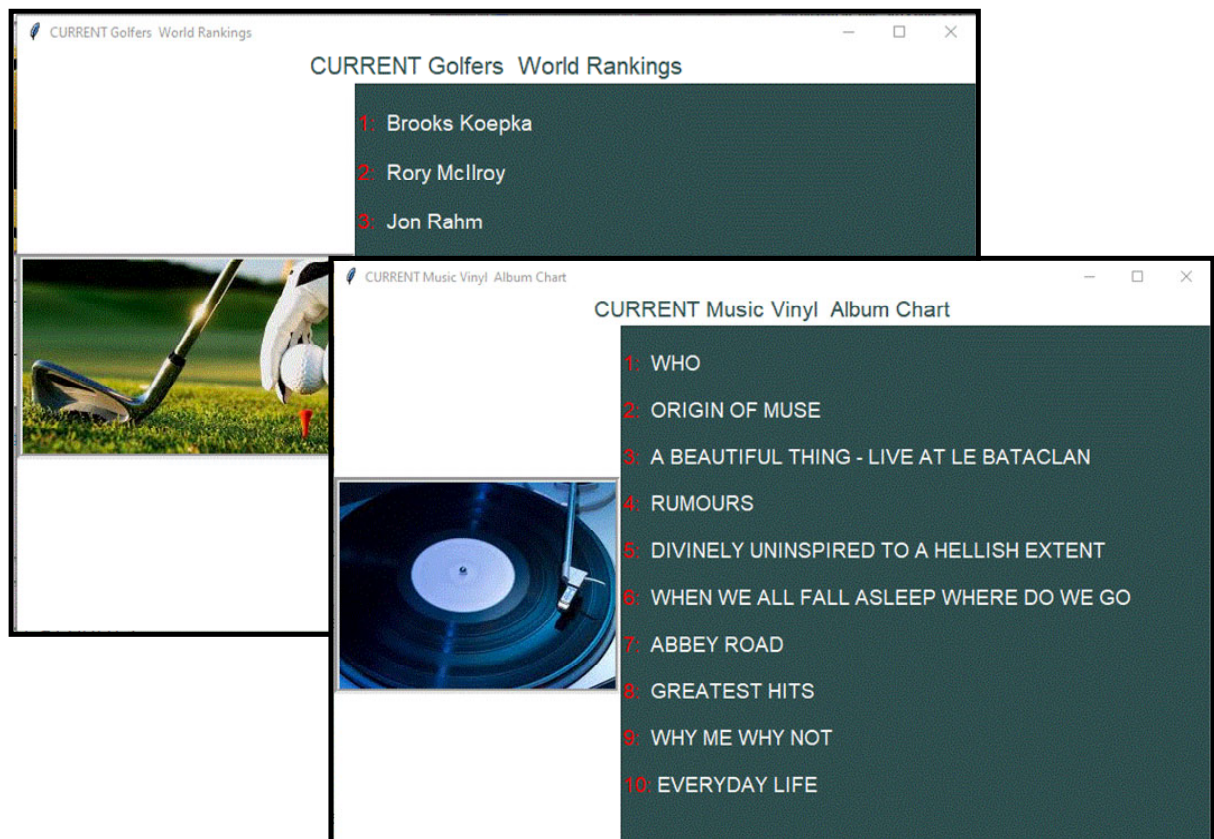 CURRENT Golfers  World Rankings
CURRENT Golfers  World Rankings
1: Brooks Koepka
2: Rory McIlroy
3: Jon Rahm
CURRENT Music Vinyl  Album Chart
CURRENT Music Vinyl  Album Chart
1: WHO
2: ORIGIN OF MUSE
3: A BEAUTIFUL THING - LIVE AT LE BATACLAN
4: RUMOURS
5: DIVINELY UNINSPIRED TO A HELLISH EXTENT
6: WHEN WE ALL FALL ASLEEP WHERE DO WE GO
7: ABBEY ROAD
8: GREATEST HITS
9: WHY ME WHY NOT
10: EVERYDAY LIFE